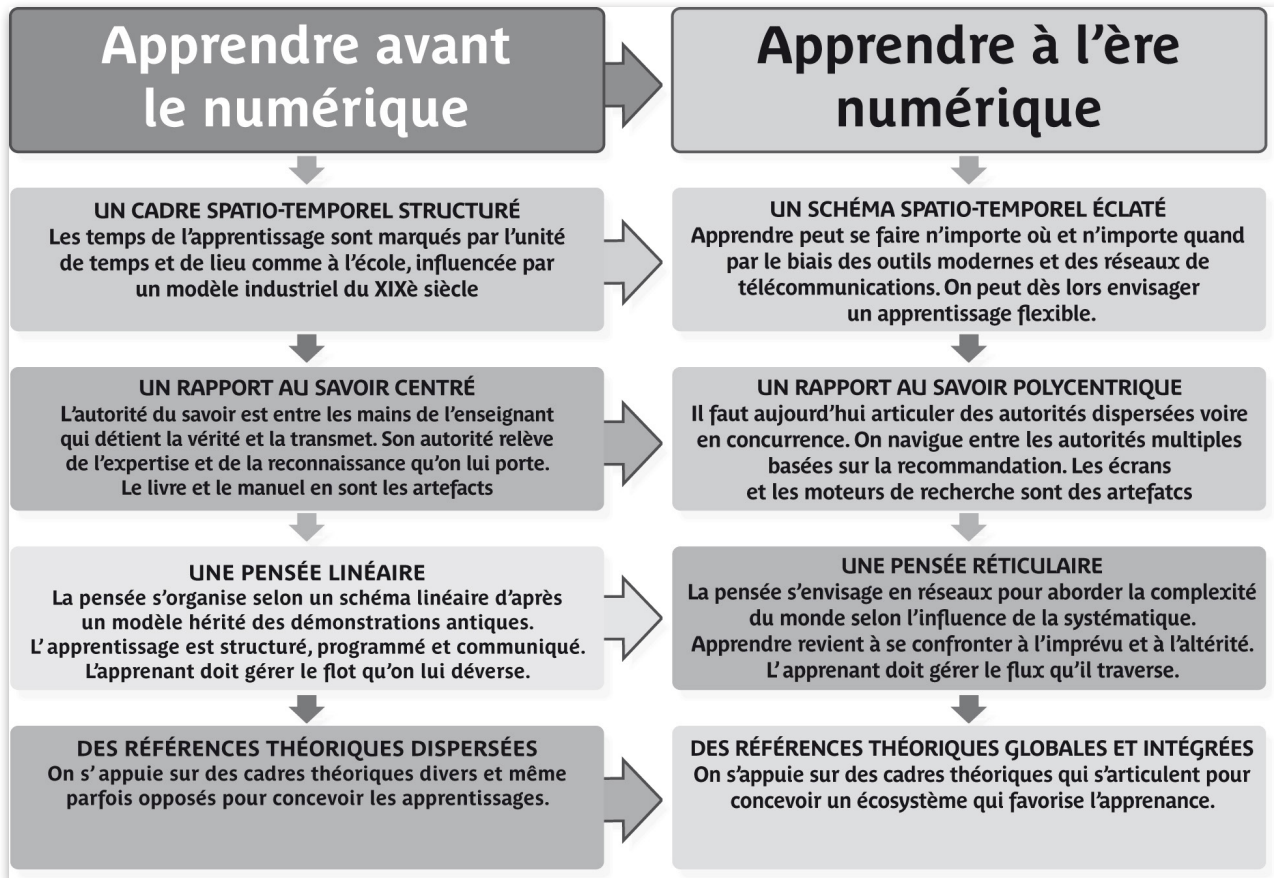 Apprendre avant
le numérique
Apprendre à l’ère
numérique
UN CADRE SPATIO-TEMPOREL STRUCTURÉ
Les temps de l’apprentissage sont marqués par l’unité
de temps et de lieu comme à l’école, influencée par
un modèle industriel du XIXè siècle
UN SCHÉMA SPATIO-TEMPOREL ÉCLATÉ
Apprendre peut se faire n’importe où et n’importe quand
par le biais des outils modernes et des réseaux de
télécommunications. On peut dès lors envisager
un apprentissage flexible.
UN RAPPORT AU SAVOIR CENTRÉ
L’autorité du savoir est entre les mains de l’enseignant
qui détient la vérité et la transmet. Son autorité relève
de l’expertise et de la reconnaissance qu’on lui porte.
Le livre et le manuel en sont les artefacts
UN RAPPORT AU SAVOIR POLYCENTRIQUE
Il faut aujourd’hui articuler des autorités dispersées voire
en concurrence. On navigue entre les autorités multiples
basées sur la recommandation. Les écrans
et les moteurs de recherche sont des artefatcs
UNE PENSÉE LINÉAIRE
La pensée s’organise selon un schéma linéaire d’après
un modèle hérité des démonstrations antiques.
L’ apprentissage est structuré, programmé et communiqué.
L’apprenant doit gérer le flot qu’on lui déverse.
UNE PENSÉE RÉTICULAIRE
La pensée s’envisage en réseaux pour aborder la complexité
du monde selon l’influence de la systématique.
Apprendre revient à se confronter à l’imprévu et à l’altérité.
L’ apprenant doit gérer le flux qu’il traverse.
DES RÉFÉRENCES THÉORIQUES DISPERSÉES
On s’ appuie sur des cadres théoriques divers et même
parfois opposés pour concevoir les apprentissages.
DES RÉFÉRENCES THÉORIQUES GLOBALES ET INTÉGRÉES
On s’appuie sur des cadres théoriques qui s’articulent pour
concevoir un écosystème qui favorise l’apprenance.